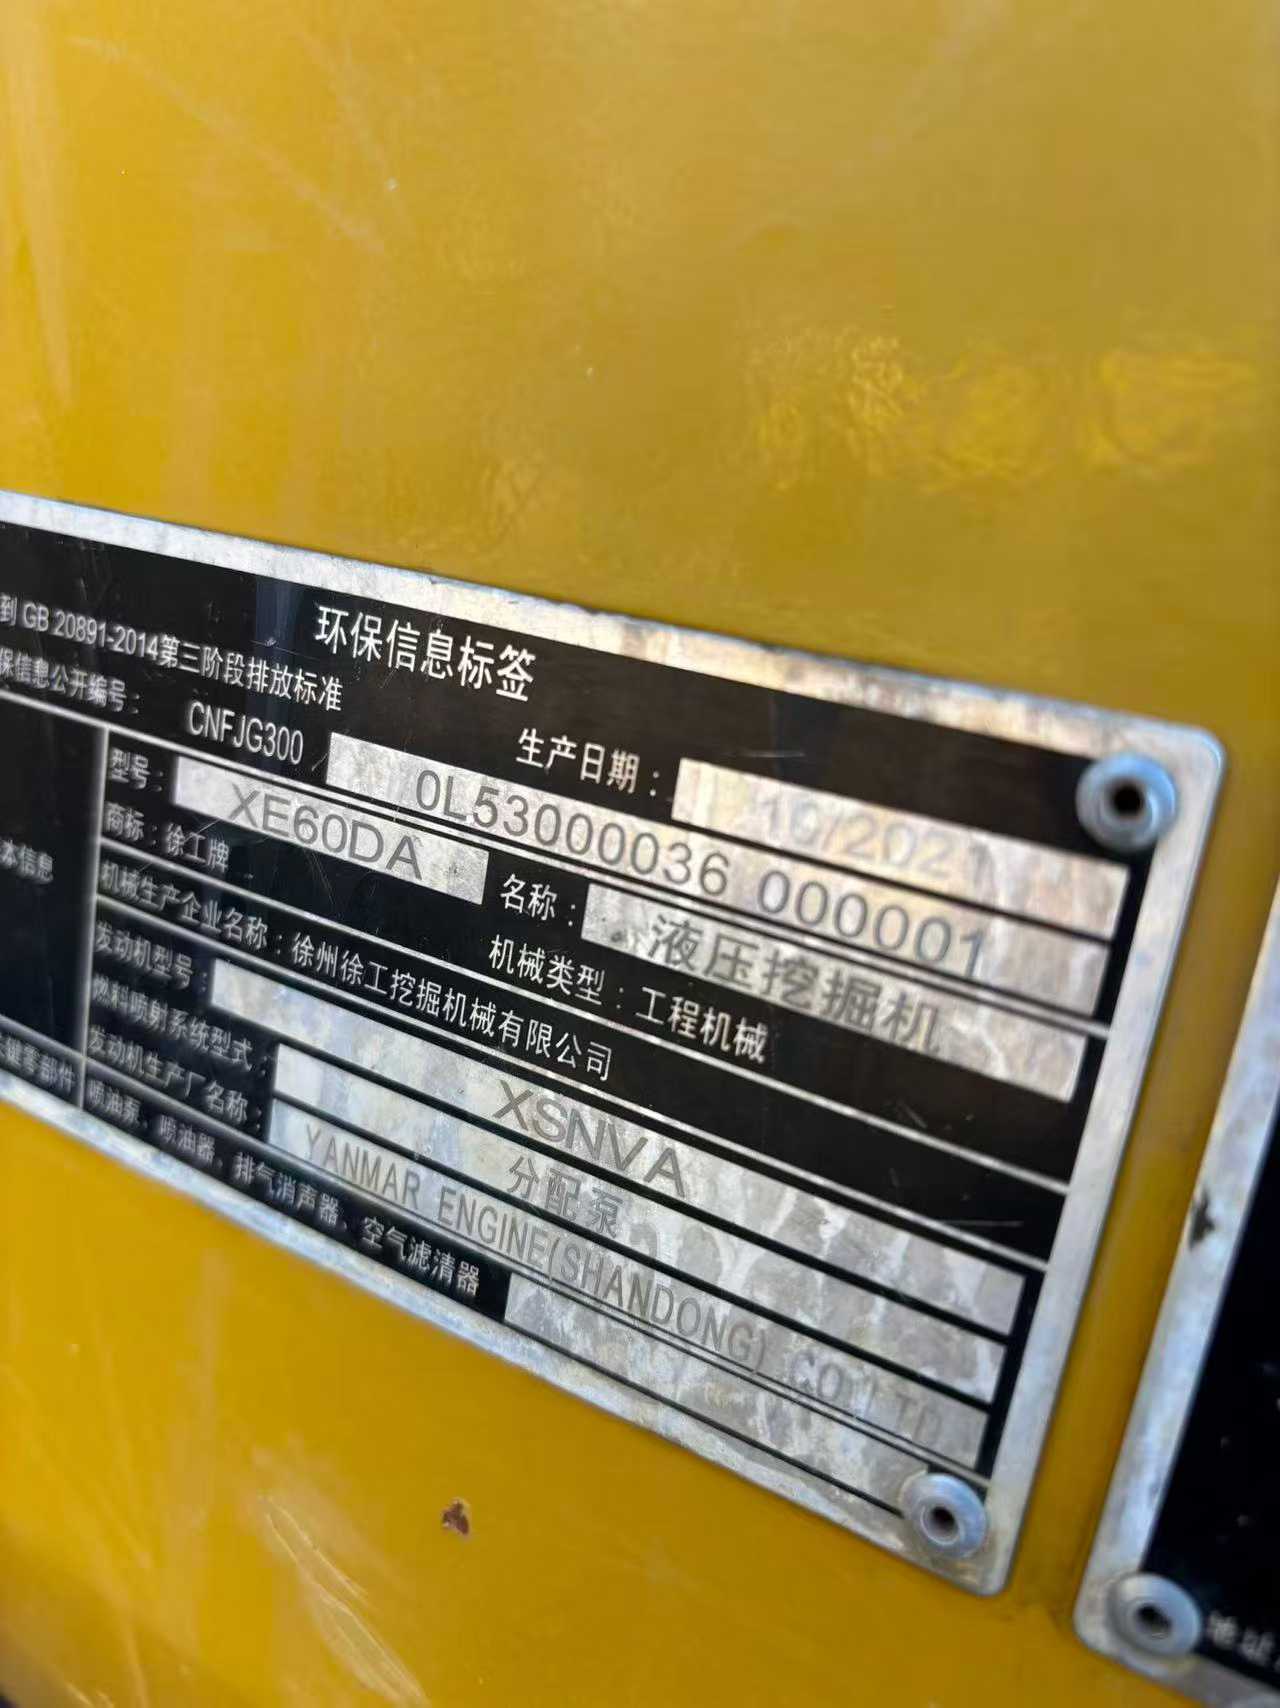 环保信息标签
到 GB 20891-2014第三阶段排放标准 生产日期： 10/2021
保信息公开编号： CNFJG300 0L53000036 000001
本信息
型号： XE60DA 名称： 液压挖掘机
商标： 徐工牌 机械类型： 工程机械
机械生产企业名称： 徐州徐工挖掘机械有限公司
键零部件
发动机型号： XSNVA
燃料喷射系统型式： 分配泵
发动机生产厂名称： YANMAR ENGINE(SHANDONG) CO.,LTD
喷油泵、喷油器、排气消声器、空气滤清器